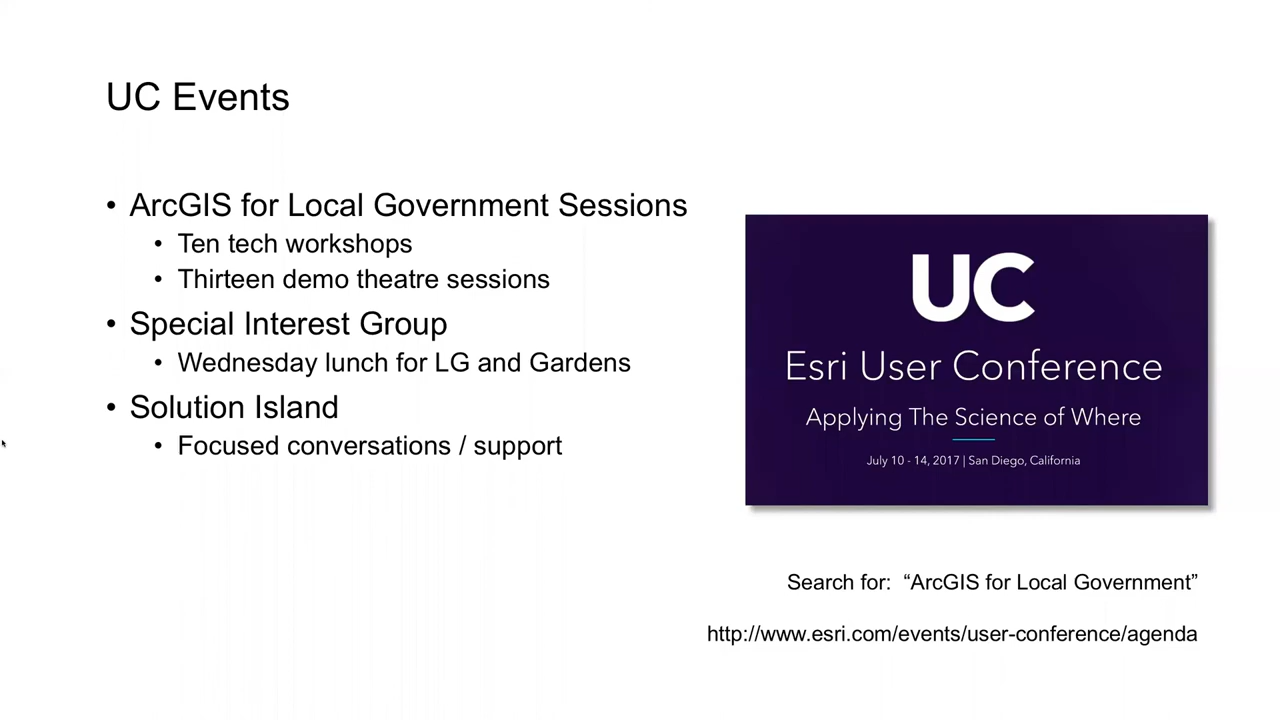 UC Events
• ArcGIS for Local Government Sessions
• Ten tech workshops
• Thirteen demo theatre sessions
• Special Interest Group
• Wednesday lunch for LG and Gardens
• Solution Island
• Focused conversations / support
UC
Esri User Conference
Applying The Science of Where
July 10 - 14, 2017 | San Diego, California
Search for:  “ArcGIS for Local Government”
http://www.esri.com/events/user-conference/agenda